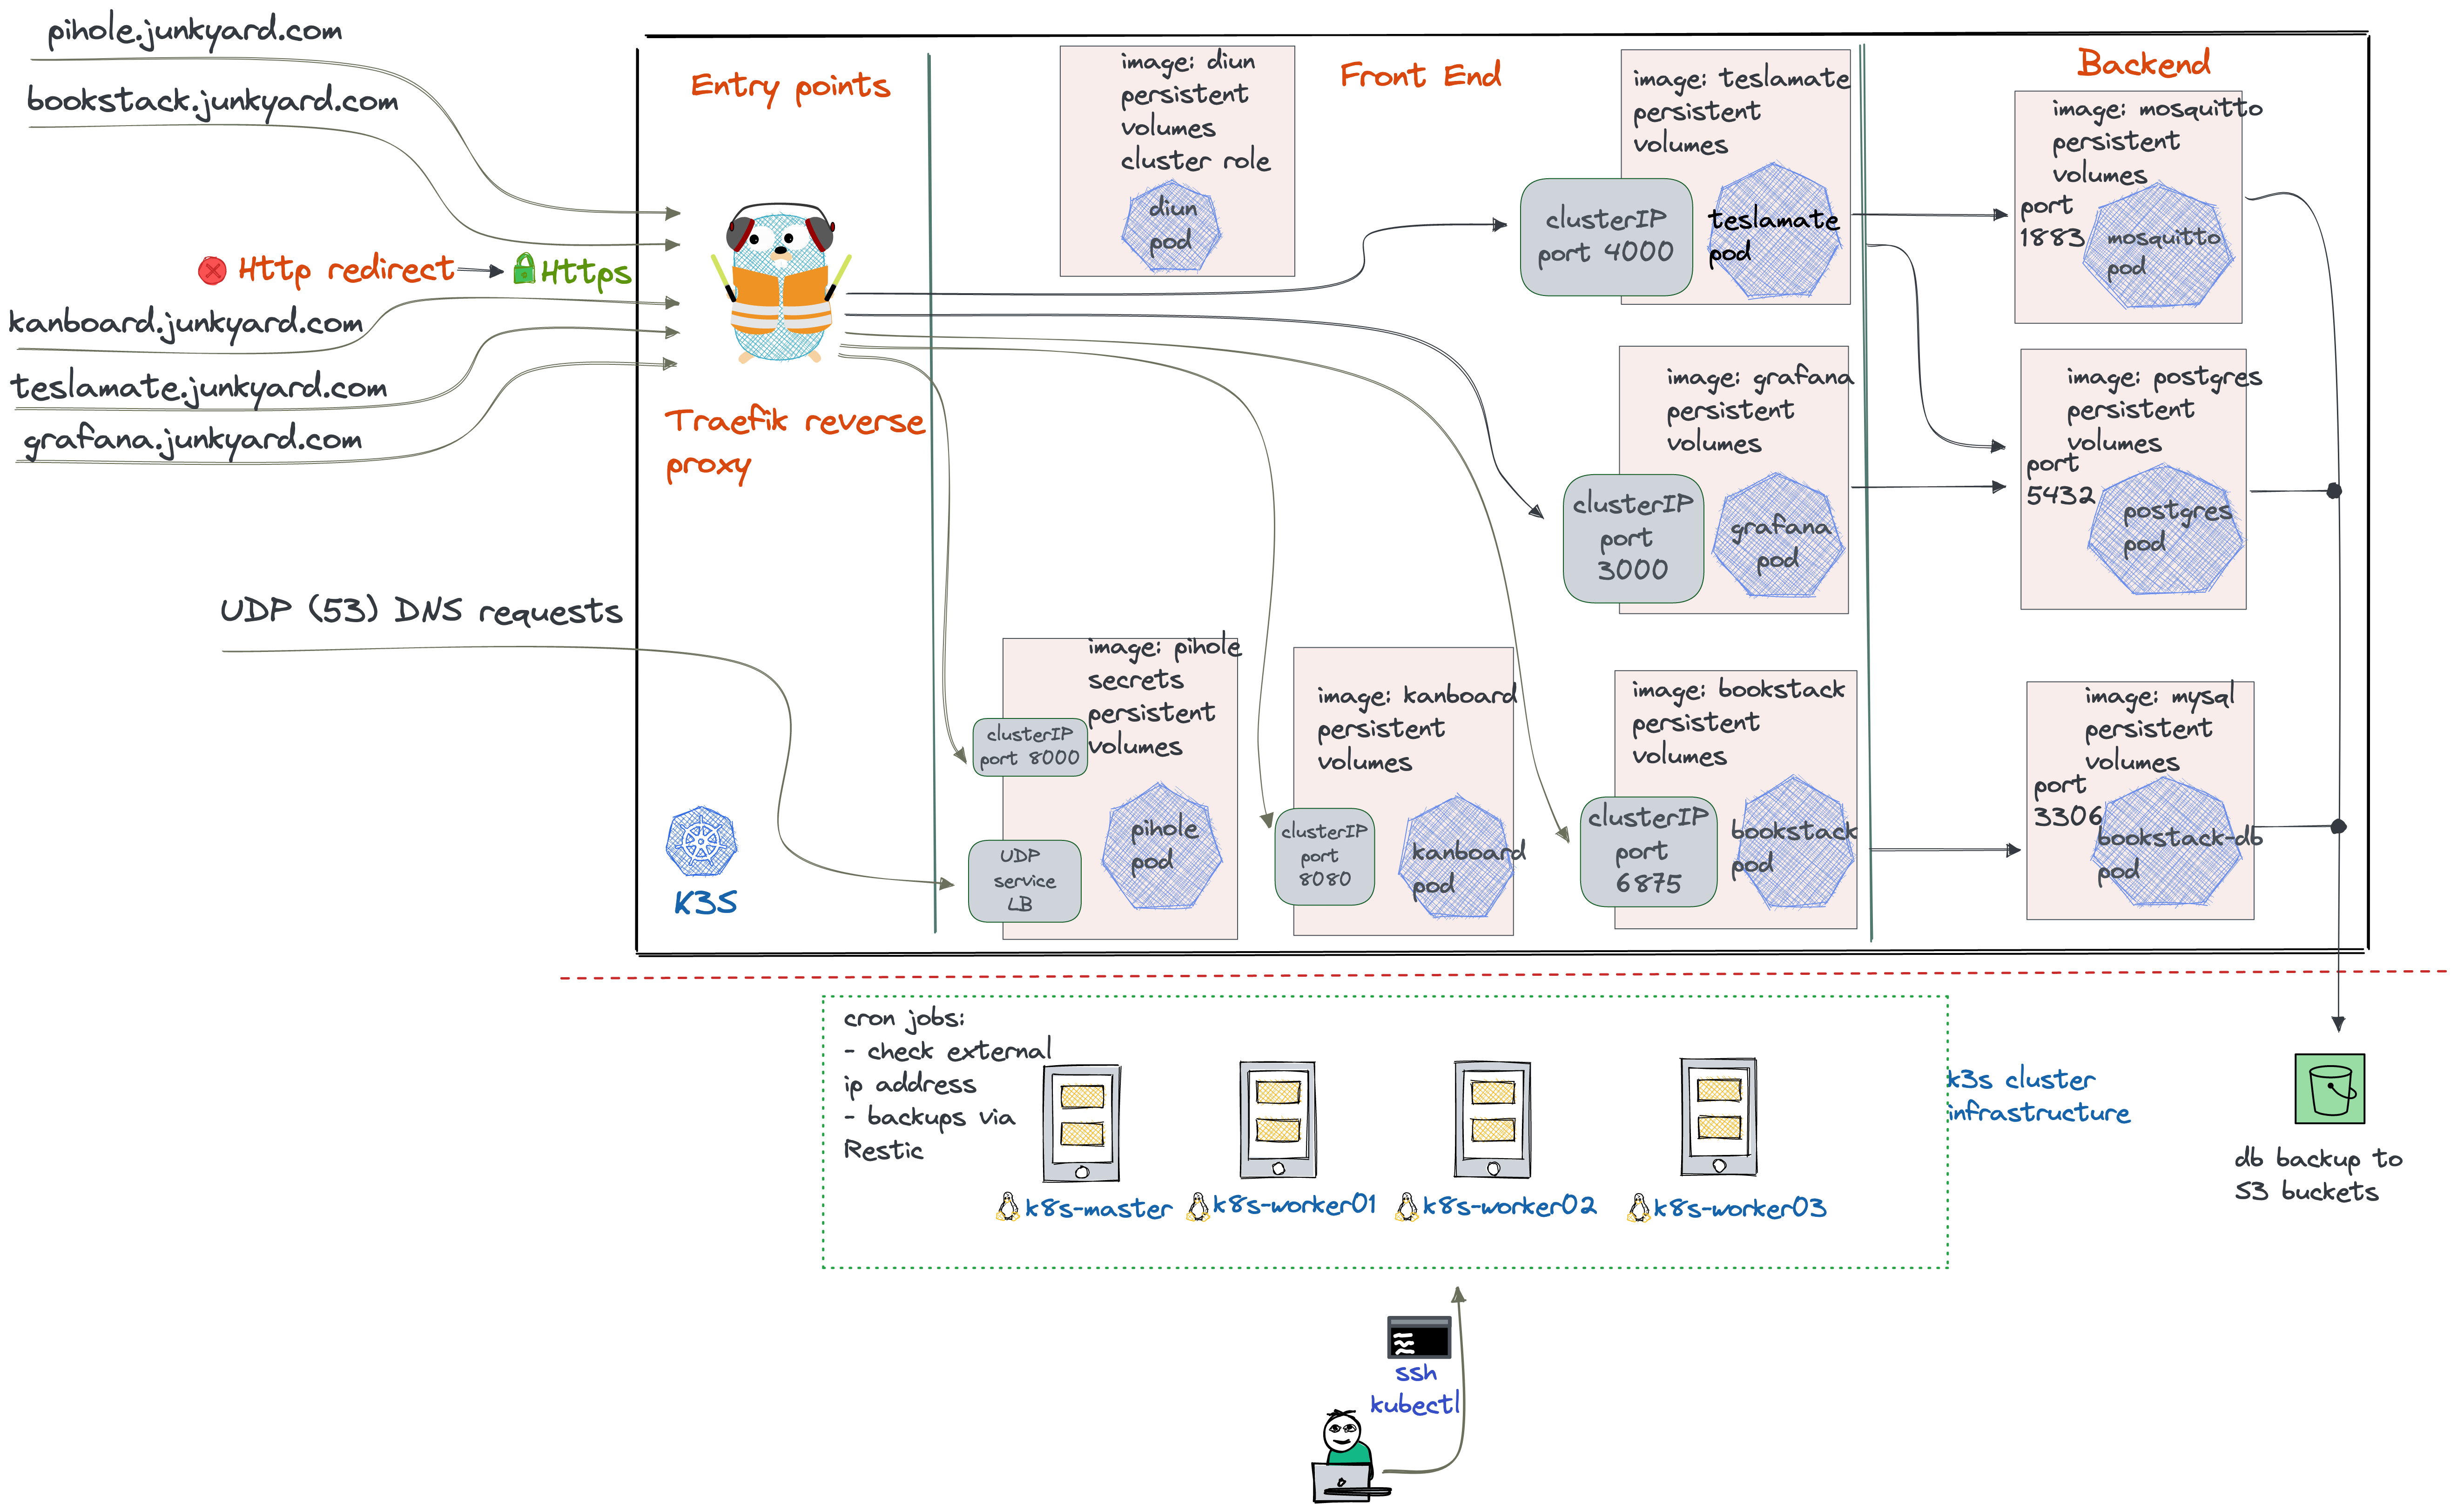 pihole.junkyard.com
bookstack.junkyard.com
Http redirect
Https
kanboard.junkyard.com
teslamate.junkyard.com
grafana.junkyard.com
UDP (53) DNS requests
Entry points
Traefik reverse
proxy
K3S
Front End
image: diun
persistent
volumes
cluster role
diun
pod
image: teslamate
persistent
volumes
clusterIP
port 4000
teslamate
pod
image: grafana
persistent
volumes
clusterIP
port
3000
grafana
pod
image: pihole
secrets
persistent
volumes
clusterIP
port 8000
UDP
service
LB
pihole
pod
image: kanboard
persistent
volumes
clusterIP
port
8080
kanboard
pod
image: bookstack
persistent
volumes
clusterIP
port
6875
bookstack
pod
Backend
image: mosquitto
persistent
volumes
port
1883
mosquitto
pod
image: postgres
persistent
volumes
port
5432
postgres
pod
image: mysql
persistent
volumes
port
3306
bookstack-db
pod
cron jobs:
- check external
ip address
- backups via
Restic
k8s-master
k8s-worker01
k8s-worker02
k8s-worker03
k3s cluster
infrastructure
db backup to
S3 buckets
ssh
kubectl